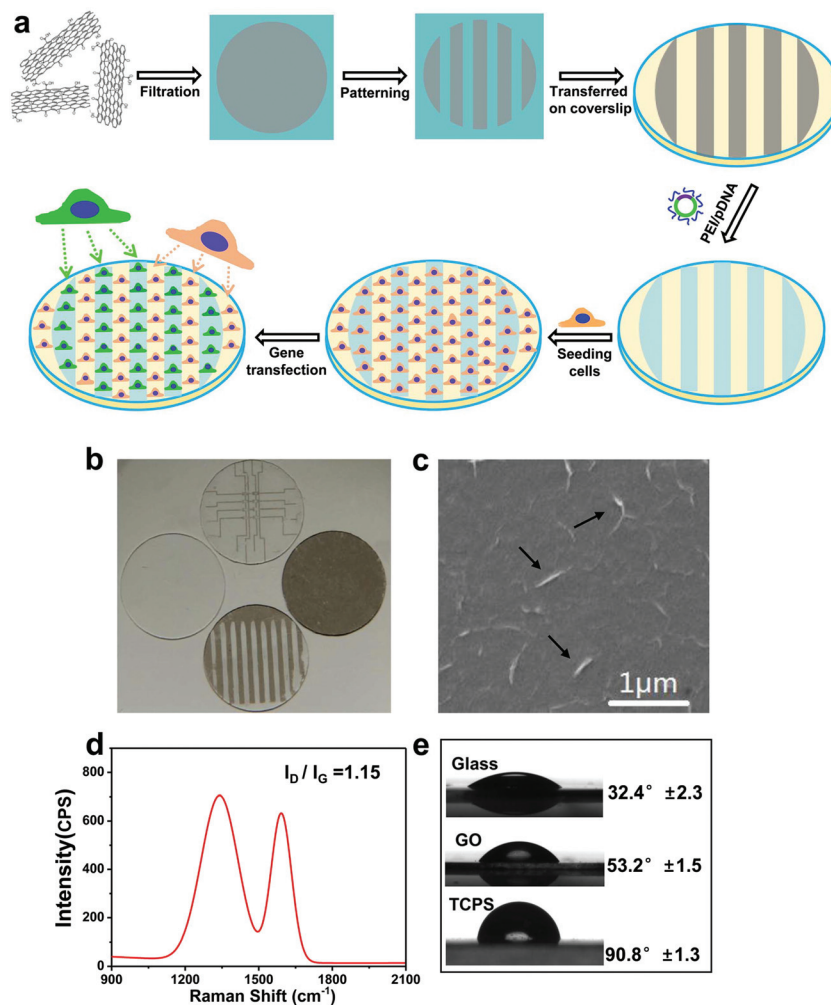 a
Filtration
Patterning
Transferred
on coverslip
PEI/pDNA
Seeding
cells
Gene
transfection
b
c
1μm
d
I_D / I_G =1.15
Intensity(CPS)
800
600
400
200
0
900 1200 1500 1800 2100
Raman Shift (cm⁻¹)
e
Glass
32.4° ±2.3
GO
53.2° ±1.5
TCPS
90.8° ±1.3